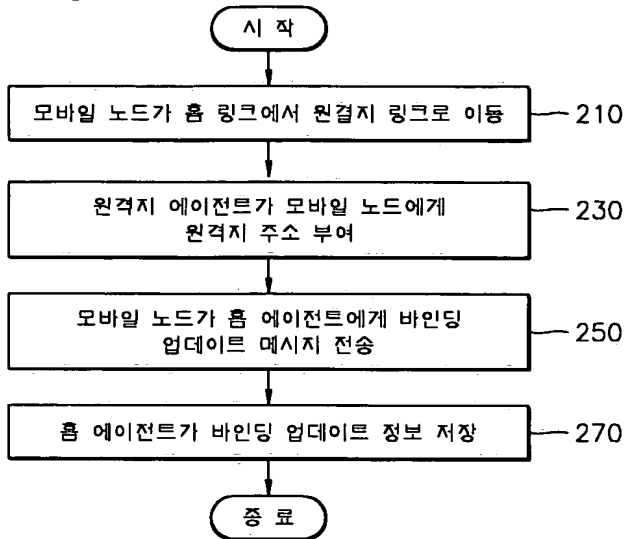 시 작
모바일 노드가 홈 링크에서 원결지 링크로 이동
210
원격지 에이전트가 모바일 노드에게
원격지 주소 부여
230
모바일 노드가 홈 에이전트에게 바인딩
업데이트 메시지 전송
250
홈 에이전트가 바인딩 업데이트 정보 저장
270
종 료